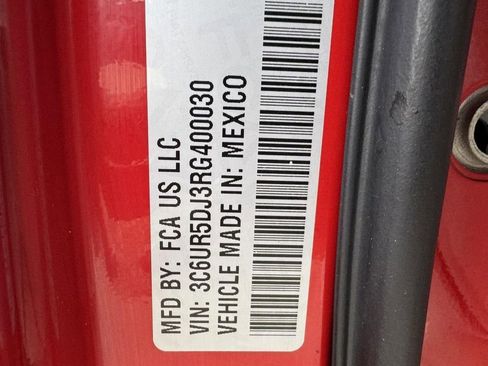 MFD BY: FCA US LLC
VIN: 3C6UR5DJ3RG400030
VEHICLE MADE IN: MEXICO